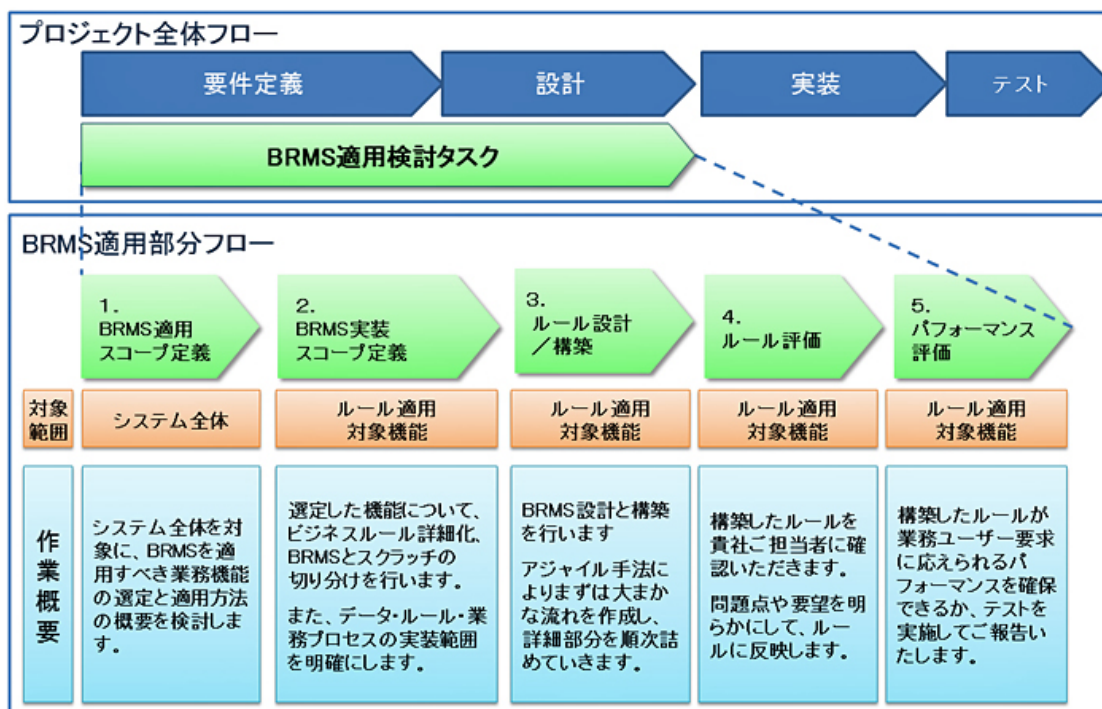 プロジェクト全体フロー
要件定義
設計
実装
テスト
BRMS適用検討タスク
BRMS適用部分フロー
1.
BRMS適用
スコープ定義
2.
BRMS実装
スコープ定義
3.
ルール設計
／構築
4.
ルール評価
5.
パフォーマンス
評価
対象
範囲
システム全体
ルール適用
対象機能
ルール適用
対象機能
ルール適用
対象機能
ルール適用
対象機能
作
業
概
要
システム全体を対
象に、BRMSを適
用すべき業務機能
の選定と適用方法
の概要を検討しま
す。
選定した機能について、
ビジネスルール詳細化、
BRMSとスクラッチの
切り分けを行います。
また、データ・ルール・業
務プロセスの実装範囲
を明確にします。
BRMS設計と構築
を行います
アジャイル手法に
よりまずは大まか
な流れを作成し、
詳細部分を順次詰
めていきます。
構築したルールを
貴社ご担当者に確
認いただきます。
問題点や要望を明
らかにして、ルー
ルに反映します。
構築したルールが
業務ユーザー要求
に応えられるパ
フォーマンスを確保
できるか、テストを
実施してご報告い
たします。